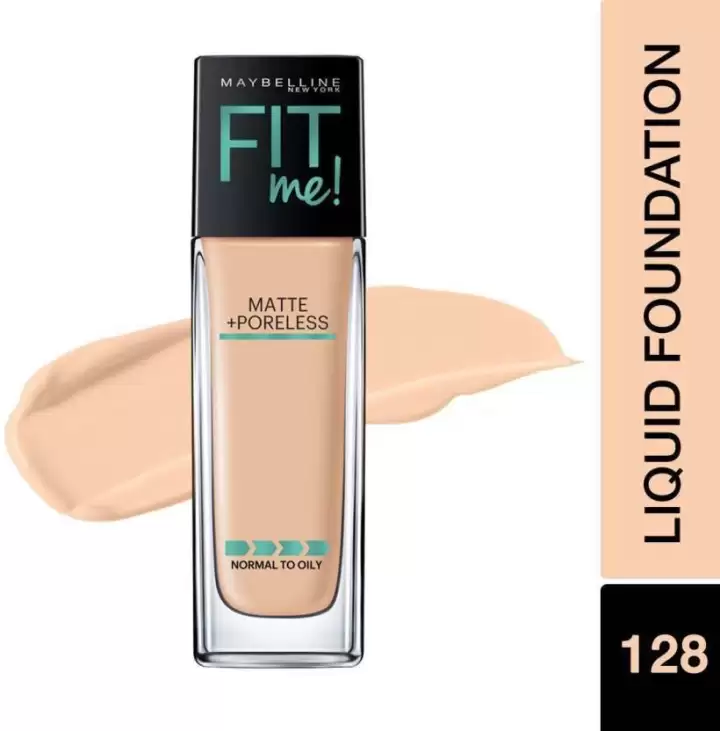 MAYBELLINE
NEW YORK
FIT
me!
MATTE
+PORELESS
NORMAL TO OILY
LIQUID FOUNDATION
128